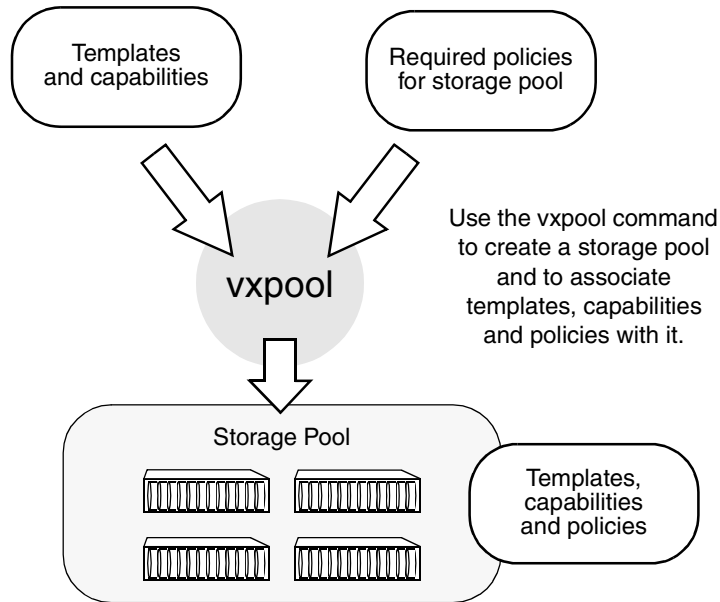 Templates
and capabilities
Required policies
for storage pool
Use the vxpool command
to create a storage pool
and to associate
templates, capabilities
and policies with it.
vxpool
Storage Pool
Templates,
capabilities
and policies